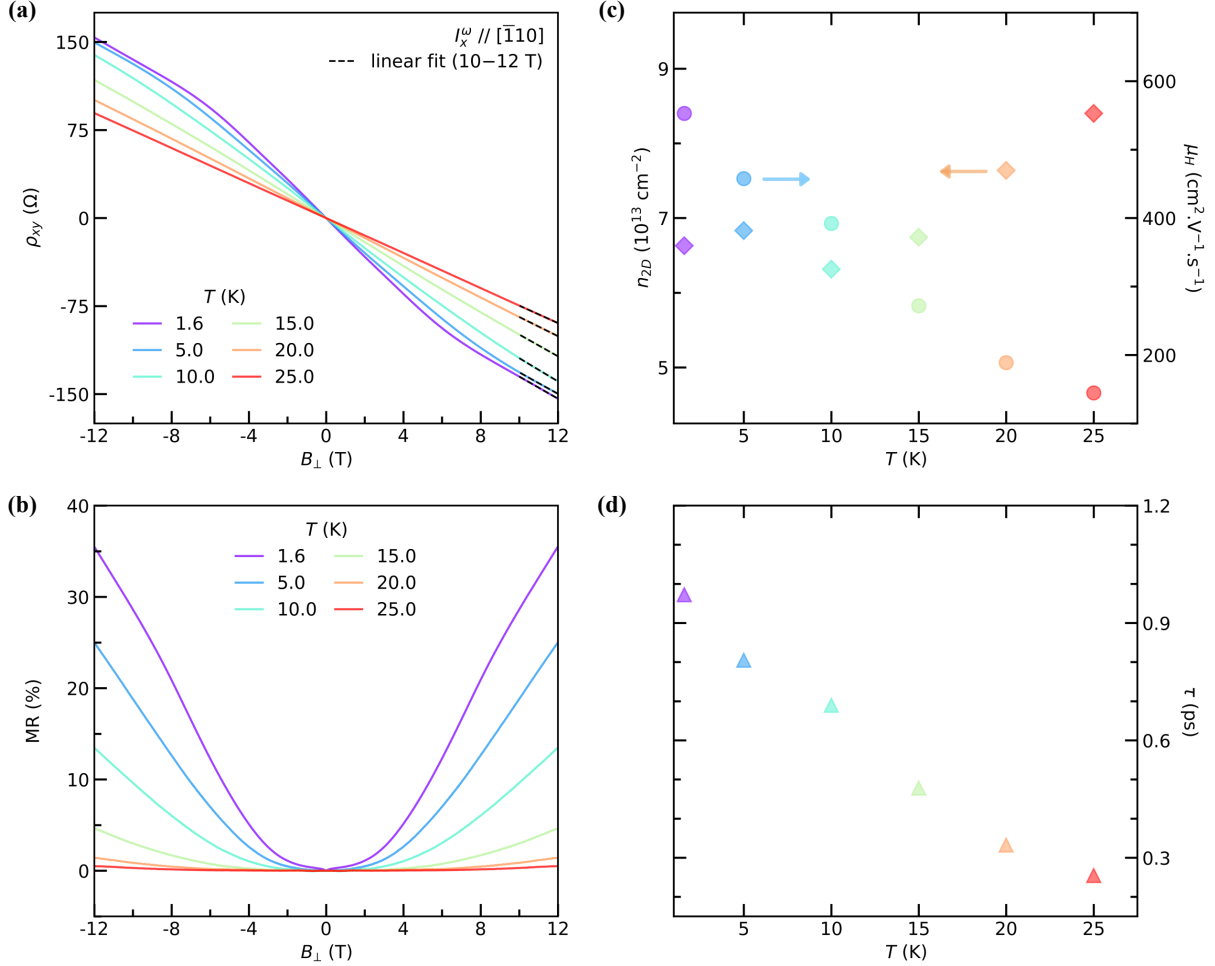 (a)
I_x^ω // [1̅10]
linear fit (10−12 T)
150
75
0
-75
-150
ρ_xy (Ω)
T (K)
1.6 15.0
5.0 20.0
10.0 25.0
-12 -8 -4 0 4 8 12
B_⊥ (T)
(c)
9
7
5
n_2D (10^13 cm^−2)
600
400
200
μ_H (cm^2.V^−1.s^−1)
5 10 15 20 25
T (K)
(b)
40
30
20
10
0
MR (%)
T (K)
1.6 15.0
5.0 20.0
10.0 25.0
-12 -8 -4 0 4 8 12
B_⊥ (T)
(d)
1.2
0.9
0.6
0.3
τ (ps)
5 10 15 20 25
T (K)